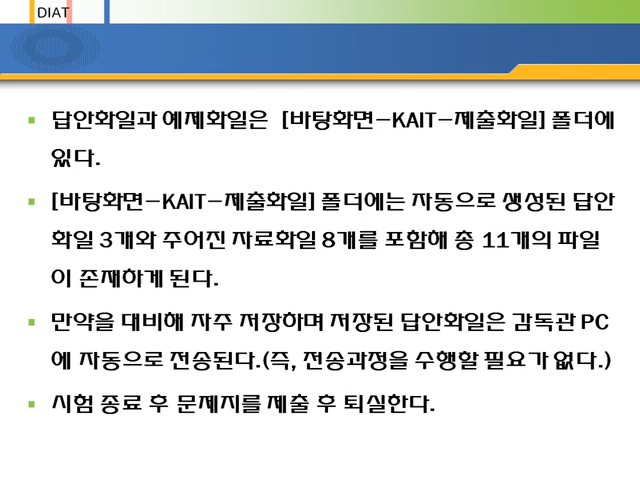 DIAT
▪ 답안화일과 예제화일은 [바탕화면-KAIT-제출화일] 폴더에
있다.
▪ [바탕화면-KAIT-제출화일] 폴더에는 자동으로 생성된 답안
화일 3개와 주어진 자료화일 8개를 포함해 총 11개의 파일
이 존재하게 된다.
▪ 만약을 대비해 자주 저장하며 저장된 답안화일은 감독관 PC
에 자동으로 전송된다.(즉, 전송과정을 수행할 필요가 없다.)
▪ 시험 종료 후 문제지를 제출 후 퇴실한다.